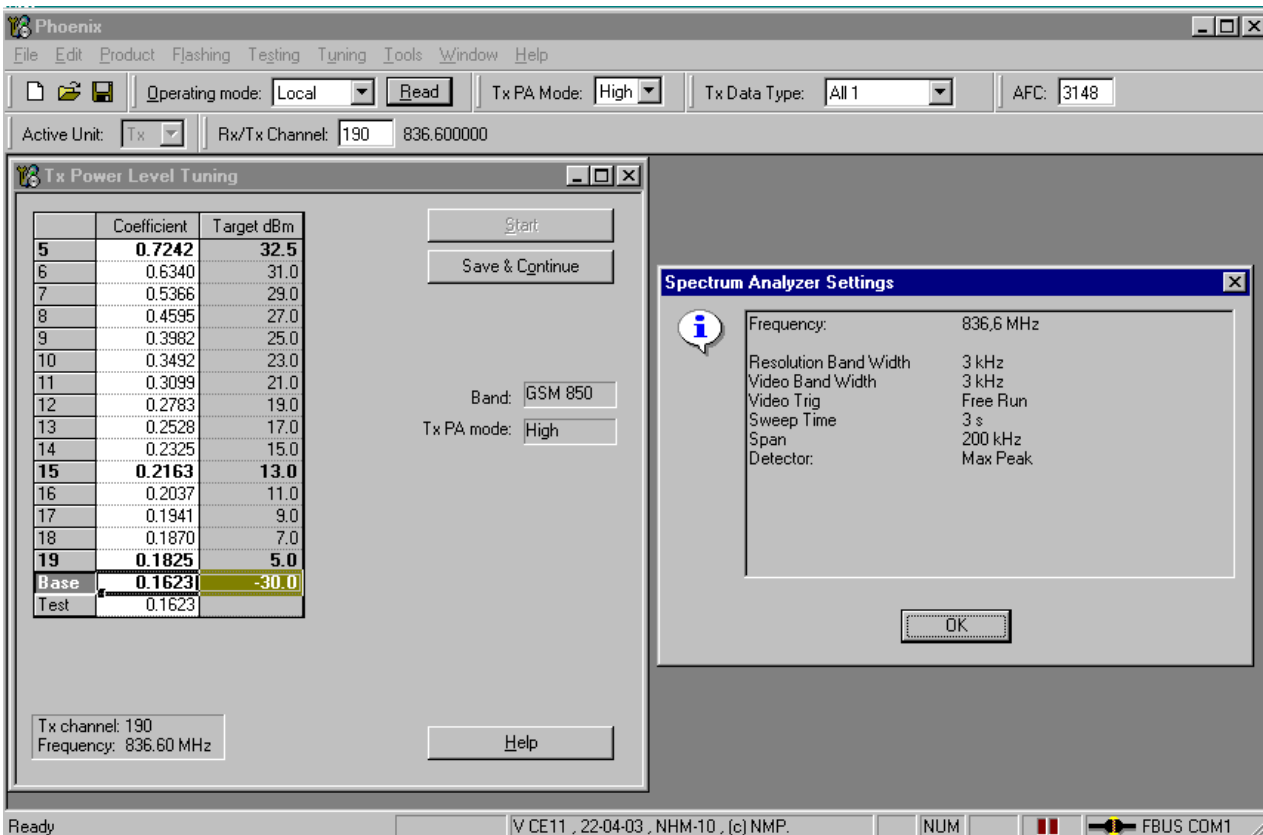 Phoenix
File Edit Product Flashing Testing Tuning Tools Window Help
Operating mode: Local Read Tx PA Mode: High Tx Data Type: All 1 AFC: 3148
Active Unit: Tx Rx/Tx Channel: 190 836.600000
Tx Power Level Tuning
Coefficient Target dBm
5 0.7242 32.5
6 0.6340 31.0
7 0.5366 29.0
8 0.4595 27.0
9 0.3982 25.0
10 0.3492 23.0
11 0.3099 21.0
12 0.2783 19.0
13 0.2528 17.0
14 0.2325 15.0
15 0.2163 13.0
16 0.2037 11.0
17 0.1941 9.0
18 0.1870 7.0
19 0.1825 5.0
Base 0.1623 -30.0
Test 0.1623
Start
Save & Continue
Band: GSM 850
Tx PA mode: High
Tx channel: 190
Frequency: 836.60 MHz
Help
Spectrum Analyzer Settings
Frequency: 836,6 MHz
Resolution Band Width 3 kHz
Video Band Width 3 kHz
Video Trig Free Run
Sweep Time 3 s
Span 200 kHz
Detector: Max Peak
OK
Ready V CE11 , 22-04-03 , NHM-10 , (c) NMP. NUM FBUS COM1